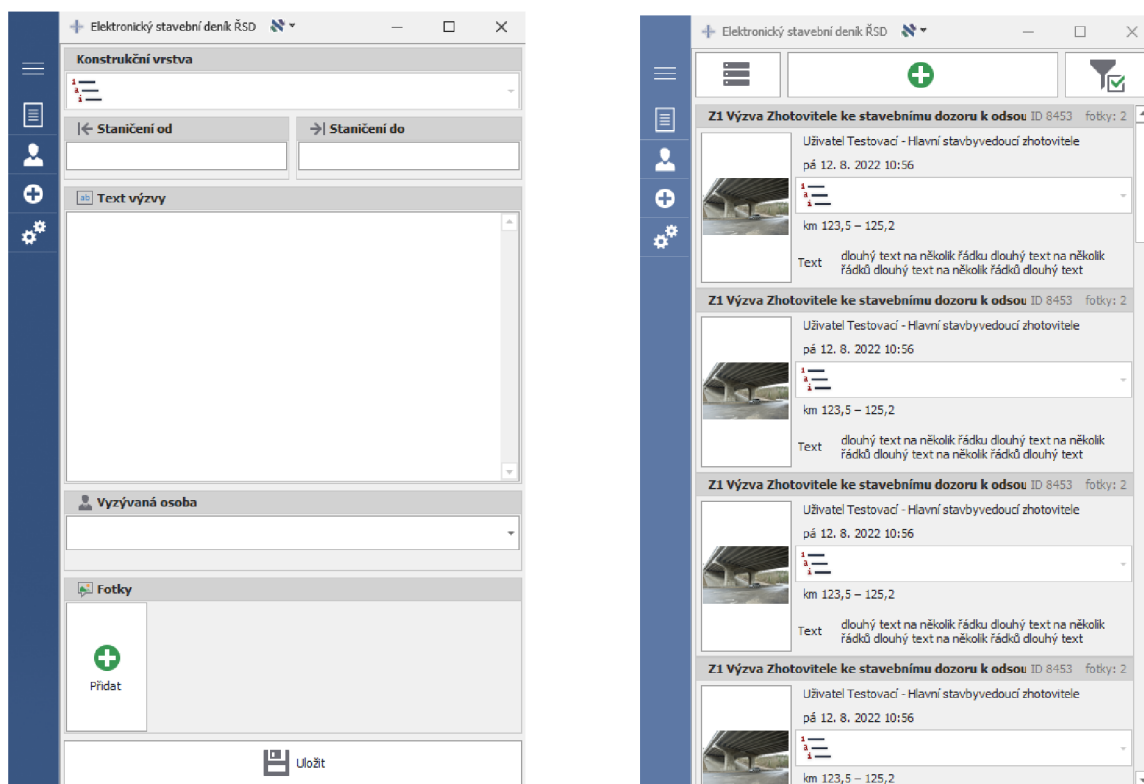 Elektronický stavební deník ŘSD
Konstrukční vrstva
Staničení od
Staničení do
Text výzvy
Vyzývaná osoba
Fotky
Přidat
Uložit
Elektronický stavební deník ŘSD
Z1 Výzva Zhotovitele ke stavebnímu dozoru k odsou ID 8453 fotky: 2
Uživatel Testovací - Hlavní stavbyvedoucí zhotovitele
pá 12. 8. 2022 10:56
km 123,5 – 125,2
Text dlouhý text na několik řádku dlouhý text na několik
řádků dlouhý text na několik řádků dlouhý text
Z1 Výzva Zhotovitele ke stavebnímu dozoru k odsou ID 8453 fotky: 2
Uživatel Testovací - Hlavní stavbyvedoucí zhotovitele
pá 12. 8. 2022 10:56
km 123,5 – 125,2
Text dlouhý text na několik řádku dlouhý text na několik
řádků dlouhý text na několik řádků dlouhý text
Z1 Výzva Zhotovitele ke stavebnímu dozoru k odsou ID 8453 fotky: 2
Uživatel Testovací - Hlavní stavbyvedoucí zhotovitele
pá 12. 8. 2022 10:56
km 123,5 – 125,2
Text dlouhý text na několik řádku dlouhý text na několik
řádků dlouhý text na několik řádků dlouhý text
Z1 Výzva Zhotovitele ke stavebnímu dozoru k odsou ID 8453 fotky: 2
Uživatel Testovací - Hlavní stavbyvedoucí zhotovitele
pá 12. 8. 2022 10:56
km 123,5 – 125,2